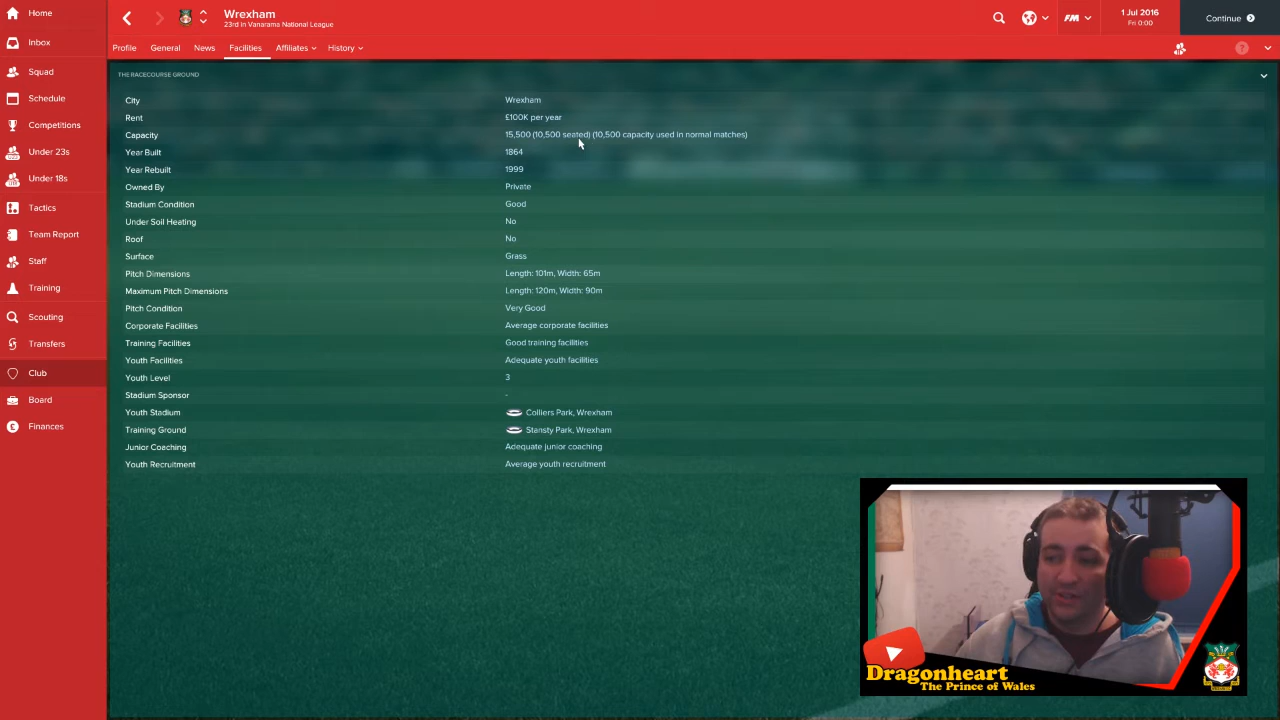 Home
Inbox
Squad
Schedule
Competitions
Under 23s
Under 18s
Tactics
Team Report
Staff
Training
Scouting
Transfers
Club
Board
Finances
Wrexham
23rd in Vanarama National League
FM
1 Jul 2016
Fri 0:00
Continue
Profile General News Facilities Affiliates History
?
THE RACECOURSE GROUND
City Wrexham
Rent £100K per year
Capacity 15,500 (10,500 seated) (10,500 capacity used in normal matches)
Year Built 1864
Year Rebuilt 1999
Owned By Private
Stadium Condition Good
Under Soil Heating No
Roof No
Surface Grass
Pitch Dimensions Length: 101m, Width: 65m
Maximum Pitch Dimensions Length: 120m, Width: 90m
Pitch Condition Very Good
Corporate Facilities Average corporate facilities
Training Facilities Good training facilities
Youth Facilities Adequate youth facilities
Youth Level 3
Stadium Sponsor -
Youth Stadium Colliers Park, Wrexham
Training Ground Stansty Park, Wrexham
Junior Coaching Adequate junior coaching
Youth Recruitment Average youth recruitment
Dragonheart
The Prince of Wales